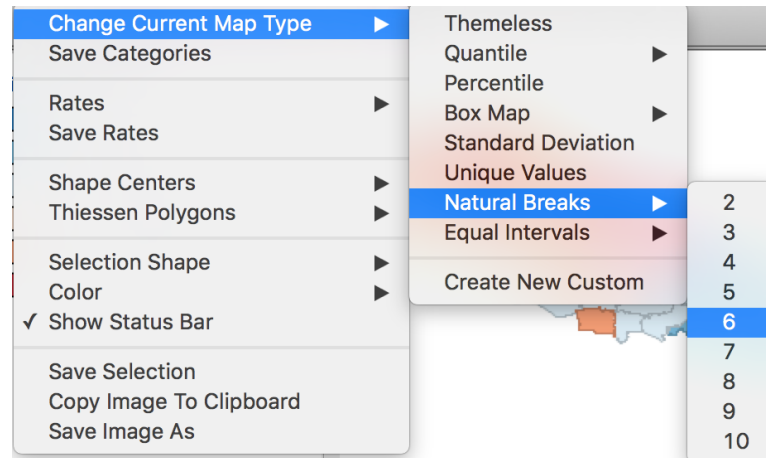 Change Current Map Type ▶
Save Categories
Rates ▶
Save Rates
Shape Centers ▶
Thiessen Polygons ▶
Selection Shape ▶
Color ▶
✓ Show Status Bar
Save Selection
Copy Image To Clipboard
Save Image As
Themeless
Quantile ▶
Percentile
Box Map ▶
Standard Deviation
Unique Values
Natural Breaks ▶
Equal Intervals ▶
Create New Custom
2
3
4
5
6
7
8
9
10